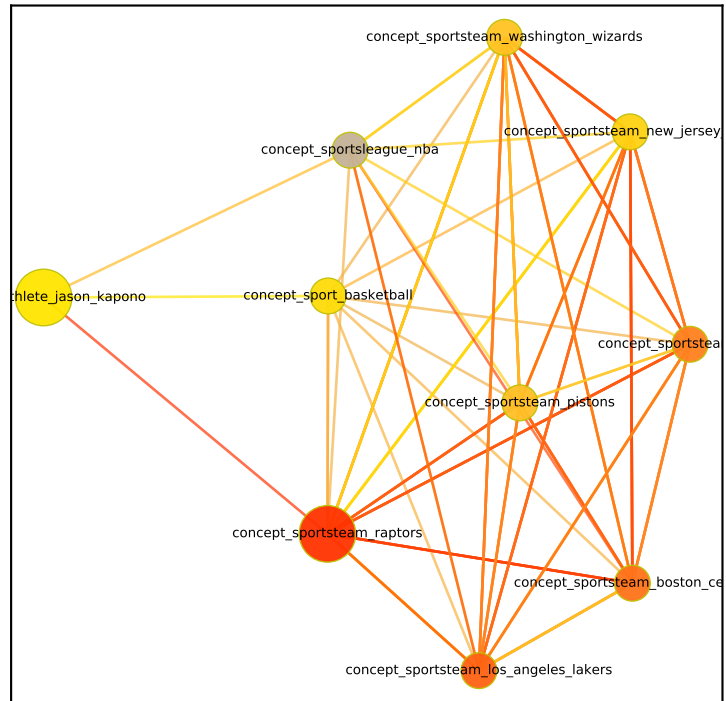 concept_sportsteam_washington_wizards
concept_sportsteam_new_jersey
concept_sportsleague_nba
thlete_jason_kapono
concept_sport_basketball
concept_sportstea
concept_sportsteam_pistons
concept_sportsteam_raptors
concept_sportsteam_boston_ce
concept_sportsteam_los_angeles_lakers